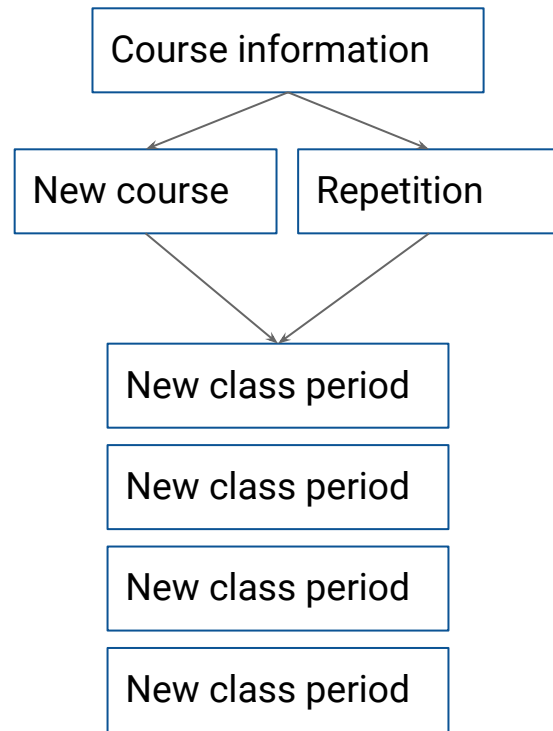 Course information
New course
Repetition
New class period
New class period
New class period
New class period